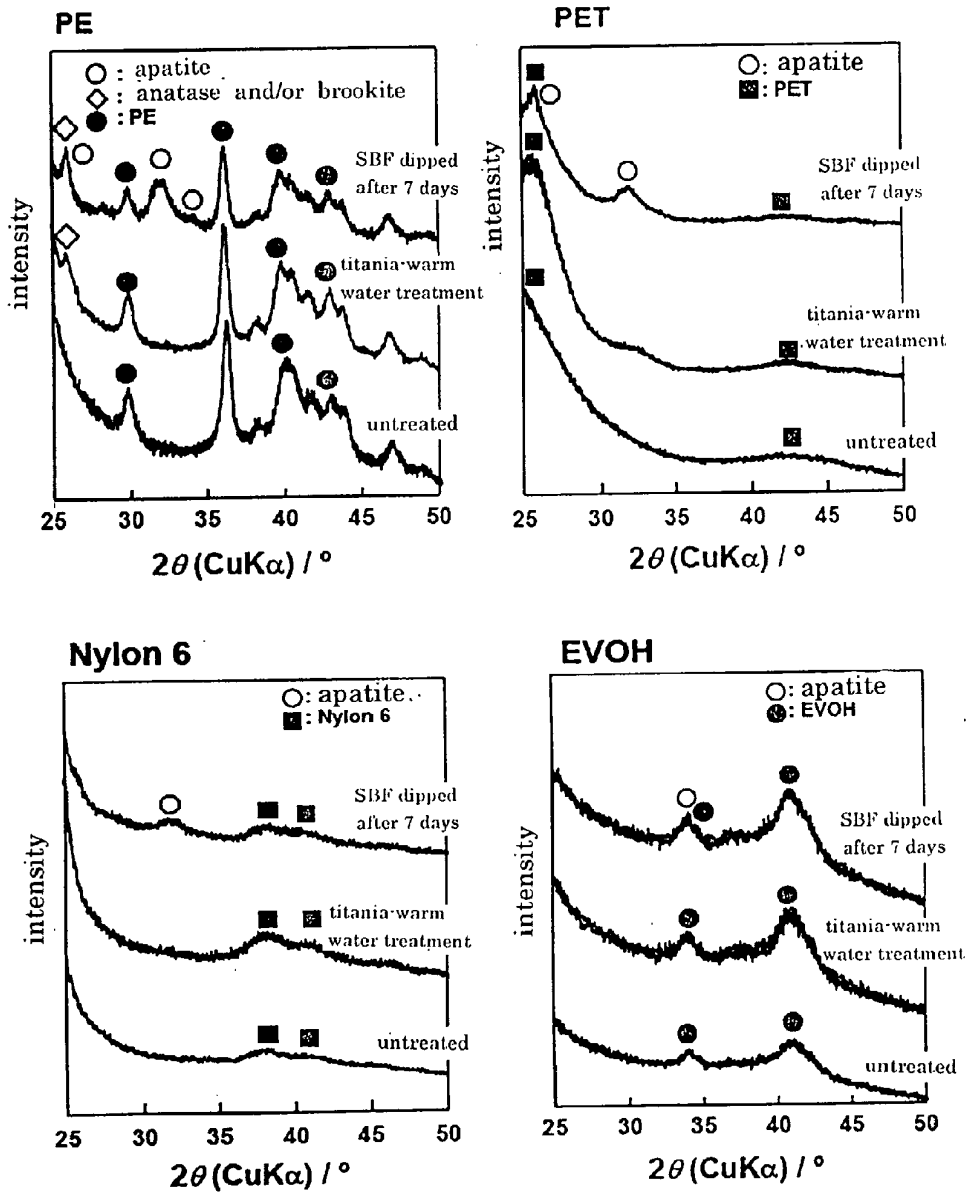 PE
○ : apatite
◇ : anatase and/or brookite
● : PE
SBF dipped
after 7 days
titania-warm
water treatment
untreated
intensity
25 30 35 40 45 50
2θ (CuKα) / °
PET
○: apatite
■: PET
SBF dipped
after 7 days
titania-warm
water treatment
untreated
intensity
25 30 35 40 45 50
2θ (CuKα) / °
Nylon 6
○: apatite
■: Nylon 6
SBF dipped
after 7 days
titania-warm
water treatment
untreated
intensity
25 30 35 40 45 50
2θ (CuKα) / °
EVOH
○: apatite
●: EVOH
SBF dipped
after 7 days
titania-warm
water treatment
untreated
intensity
25 30 35 40 45 50
2θ (CuKα) / °